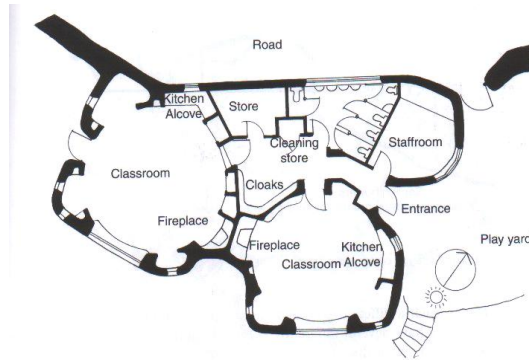 Road
Kitchen
Alcove
Store
Cleaning
store
Staffroom
Classroom
Cloaks
Fireplace
Entrance
Fireplace
Kitchen
Classroom Alcove
Play yard